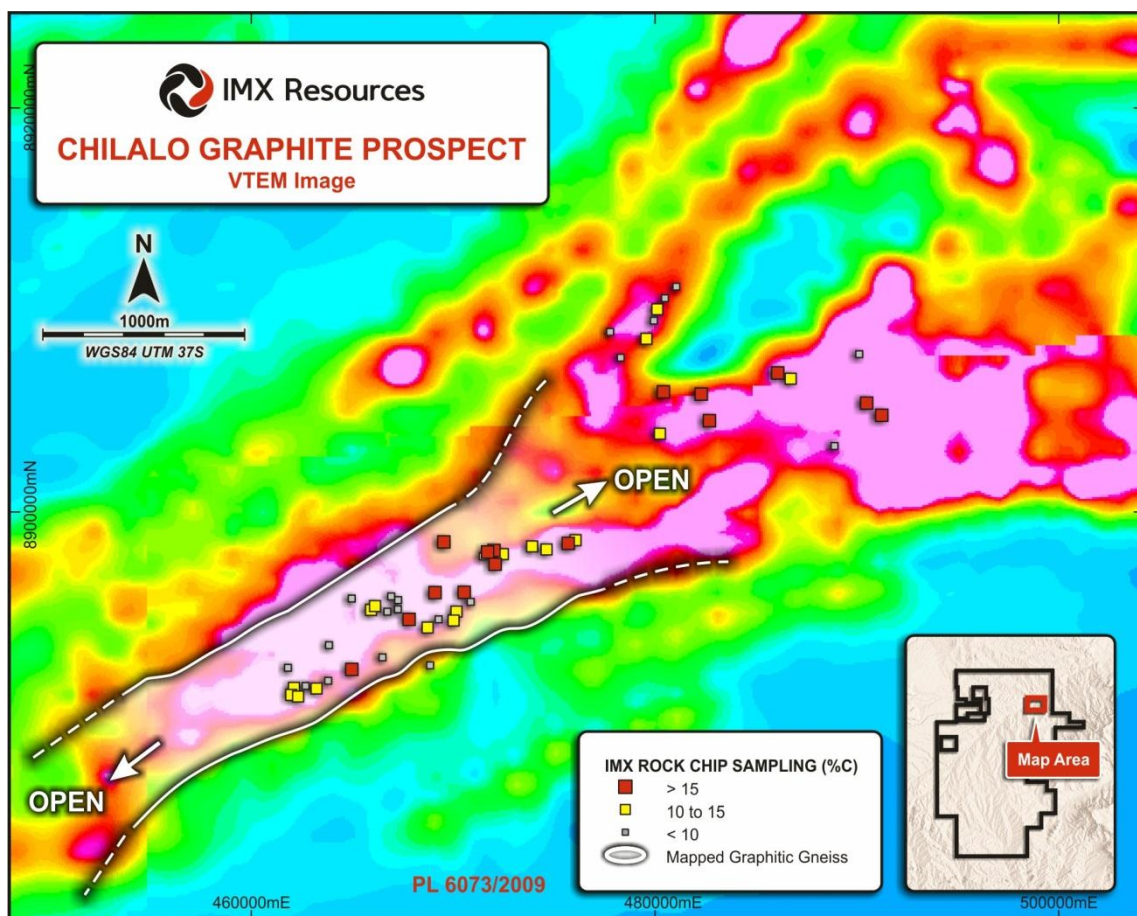 IMX Resources
CHILALO GRAPHITE PROSPECT
VTEM Image
8920000mN
N
1000m
WGS84 UTM 37S
OPEN
8900000mN
OPEN
IMX ROCK CHIP SAMPLING (%C)
> 15
10 to 15
< 10
Mapped Graphitic Gneiss
Map Area
PL 6073/2009
460000mE
480000mE
500000mE